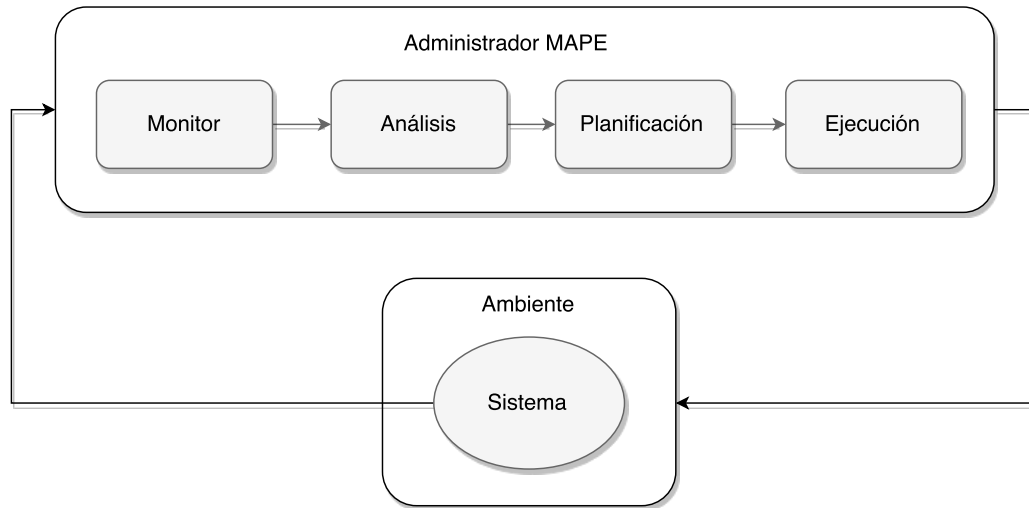 Administrador MAPE
Monitor
Análisis
Planificación
Ejecución
Ambiente
Sistema